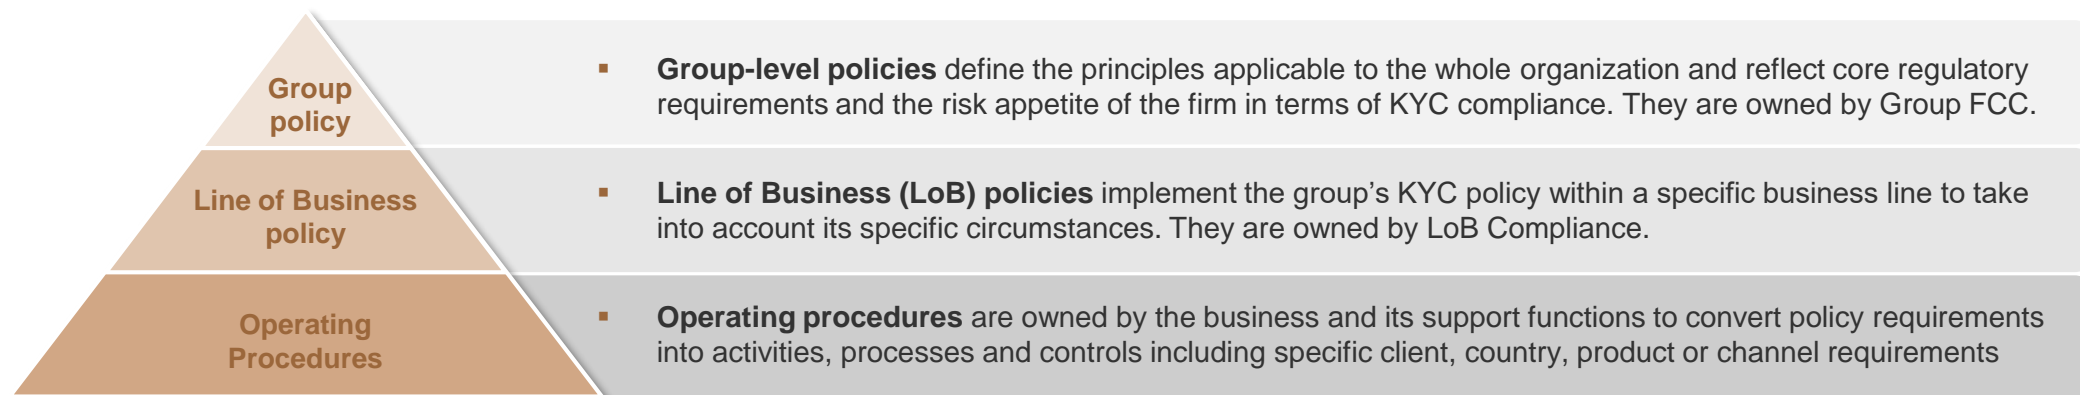 Group
policy
▪ Group-level policies define the principles applicable to the whole organization and reflect core regulatory
requirements and the risk appetite of the firm in terms of KYC compliance. They are owned by Group FCC.
Line of Business
policy
▪ Line of Business (LoB) policies implement the group’s KYC policy within a specific business line to take
into account its specific circumstances. They are owned by LoB Compliance.
Operating
Procedures
▪ Operating procedures are owned by the business and its support functions to convert policy requirements
into activities, processes and controls including specific client, country, product or channel requirements